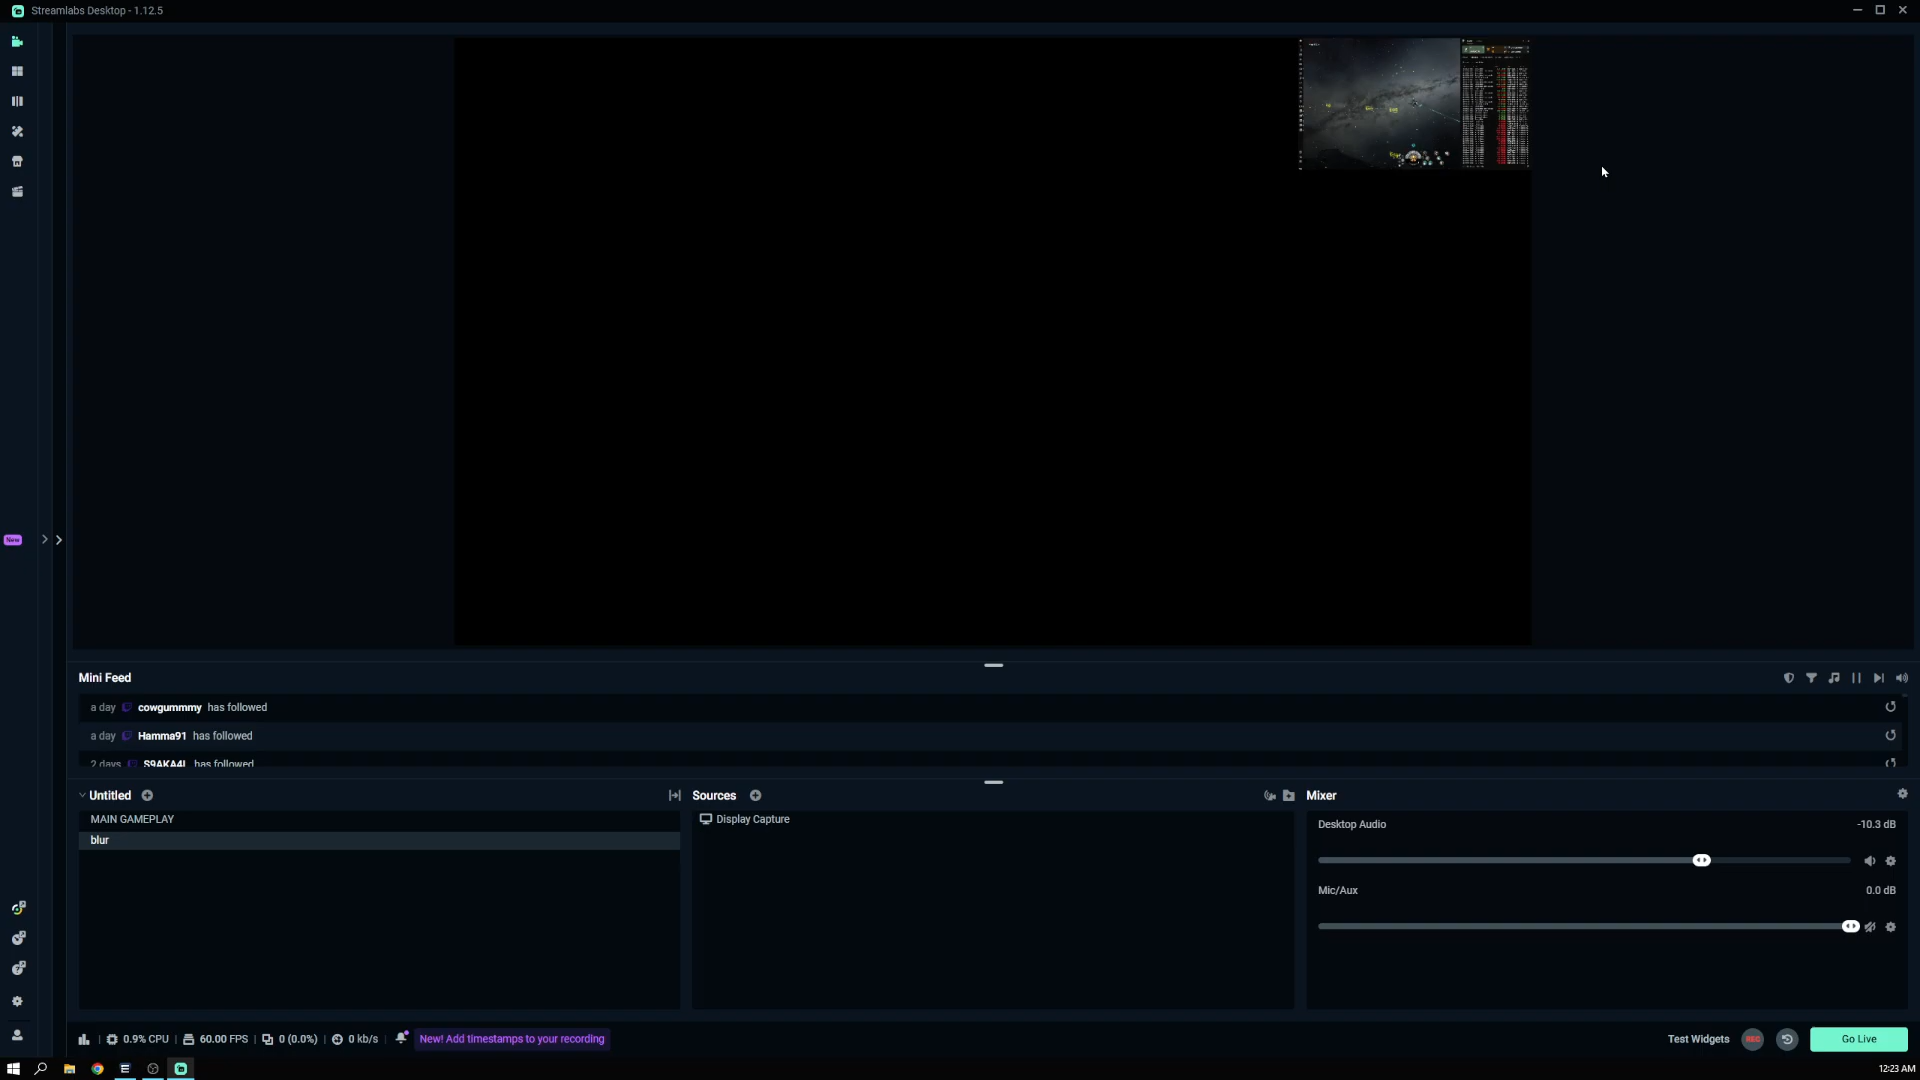 Streamlabs Desktop - 1.12.5
New
Mini Feed
a day cowgummmy has followed
a day Hamma91 has followed
2 days S9AKA4L has followed
Untitled
MAIN GAMEPLAY
blur
Sources
Display Capture
Mixer
Desktop Audio -10.3 dB
Mic/Aux 0.0 dB
0.9% CPU | 60.00 FPS | 0 (0.0%) | 0 kb/s | New! Add timestamps to your recording
Test Widgets REC Go Live
12:23 AM